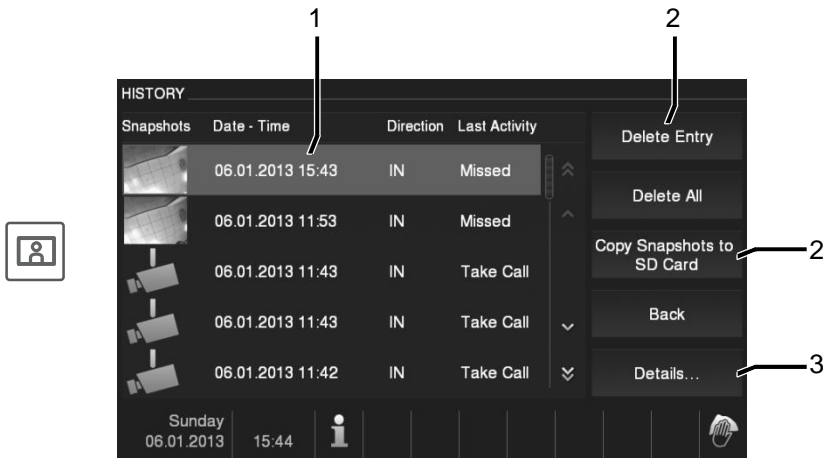 1
2
HISTORY
Snapshots Date - Time Direction Last Activity
Delete Entry
06.01.2013 15:43 IN Missed
Delete All
06.01.2013 11:53 IN Missed
Copy Snapshots to
SD Card
2
06.01.2013 11:43 IN Take Call
06.01.2013 11:43 IN Take Call
Back
06.01.2013 11:42 IN Take Call
Details...
3
Sunday
06.01.2013 15:44